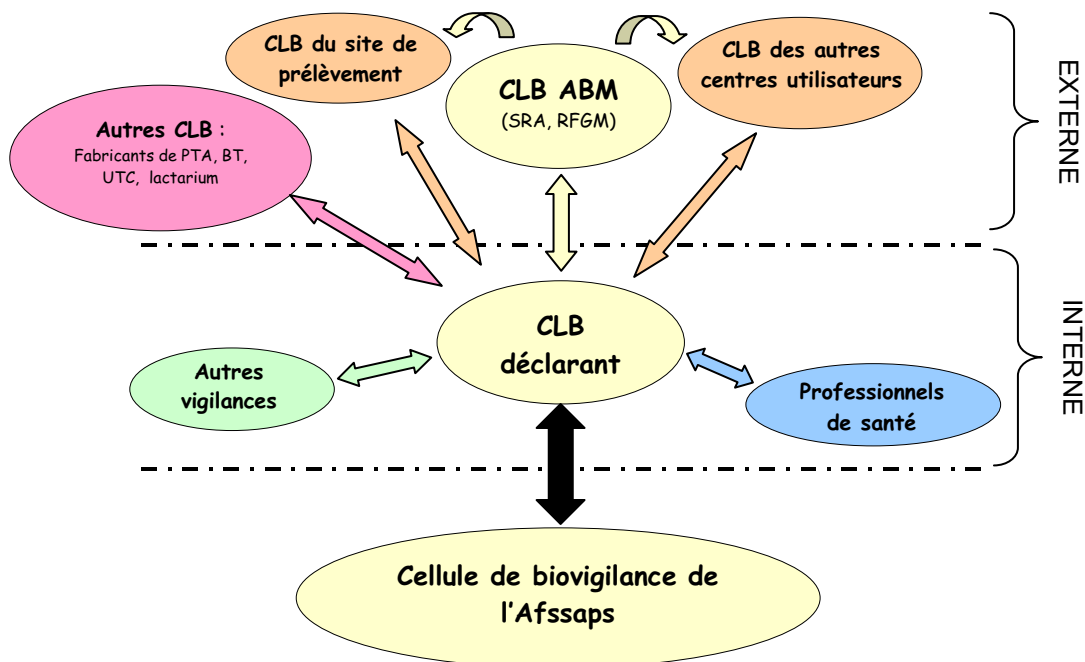 CLB du site de
prélèvement
CLB ABM
(SRA, RFGM)
CLB des autres
centres utilisateurs
Autres CLB :
Fabricants de PTA, BT,
UTC, lactarium
EXTERNE
CLB
déclarant
Autres
vigilances
Professionnels
de santé
INTERNE
Cellule de biovigilance de
l'Afssaps